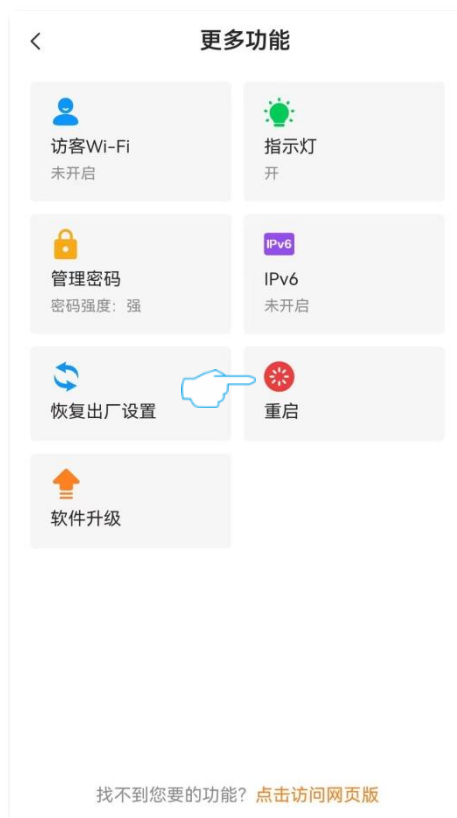 更多功能
访客Wi-Fi
未开启
指示灯
开
管理密码
密码强度：强
IPv6
IPv6
未开启
恢复出厂设置
重启
软件升级
找不到您要的功能？点击访问网页版